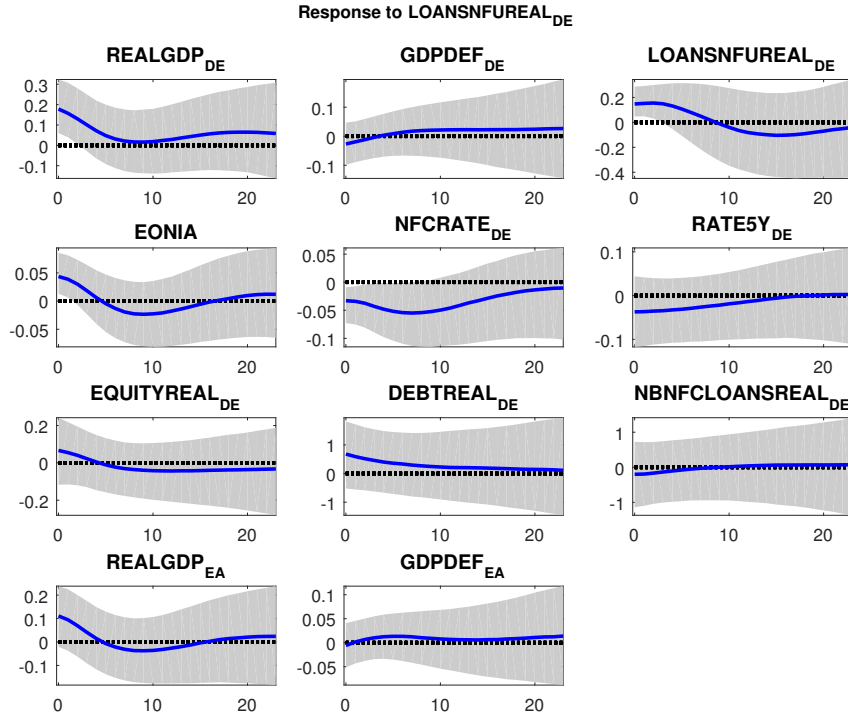 Response to LOANSNFUREAL_DE
REALGDP_DE
GDPDEF_DE
LOANSNFUREAL_DE
0.3
0.2
0.1
0
-0.1
0 10 20
0.1
0
-0.1
0 10 20
0.2
0
-0.2
-0.4
0 10 20
EONIA
NFCRATE_DE
RATE5Y_DE
0.05
0
-0.05
0 10 20
0.05
0
-0.05
-0.1
0 10 20
0.1
0
-0.1
0 10 20
EQUITYREAL_DE
DEBTREAL_DE
NBNFCLOANSREAL_DE
0.2
0
-0.2
0 10 20
1
0
-1
0 10 20
1
0
-1
0 10 20
REALGDP_EA
GDPDEF_EA
0.2
0.1
0
-0.1
0 10 20
0.1
0.05
0
-0.05
0 10 20